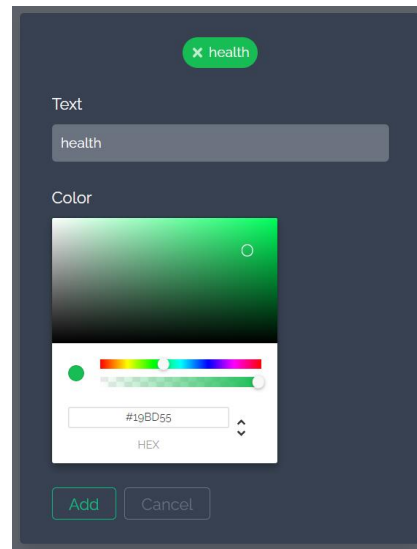 × health
Text
health
Color
#19BD55
HEX
Add Cancel